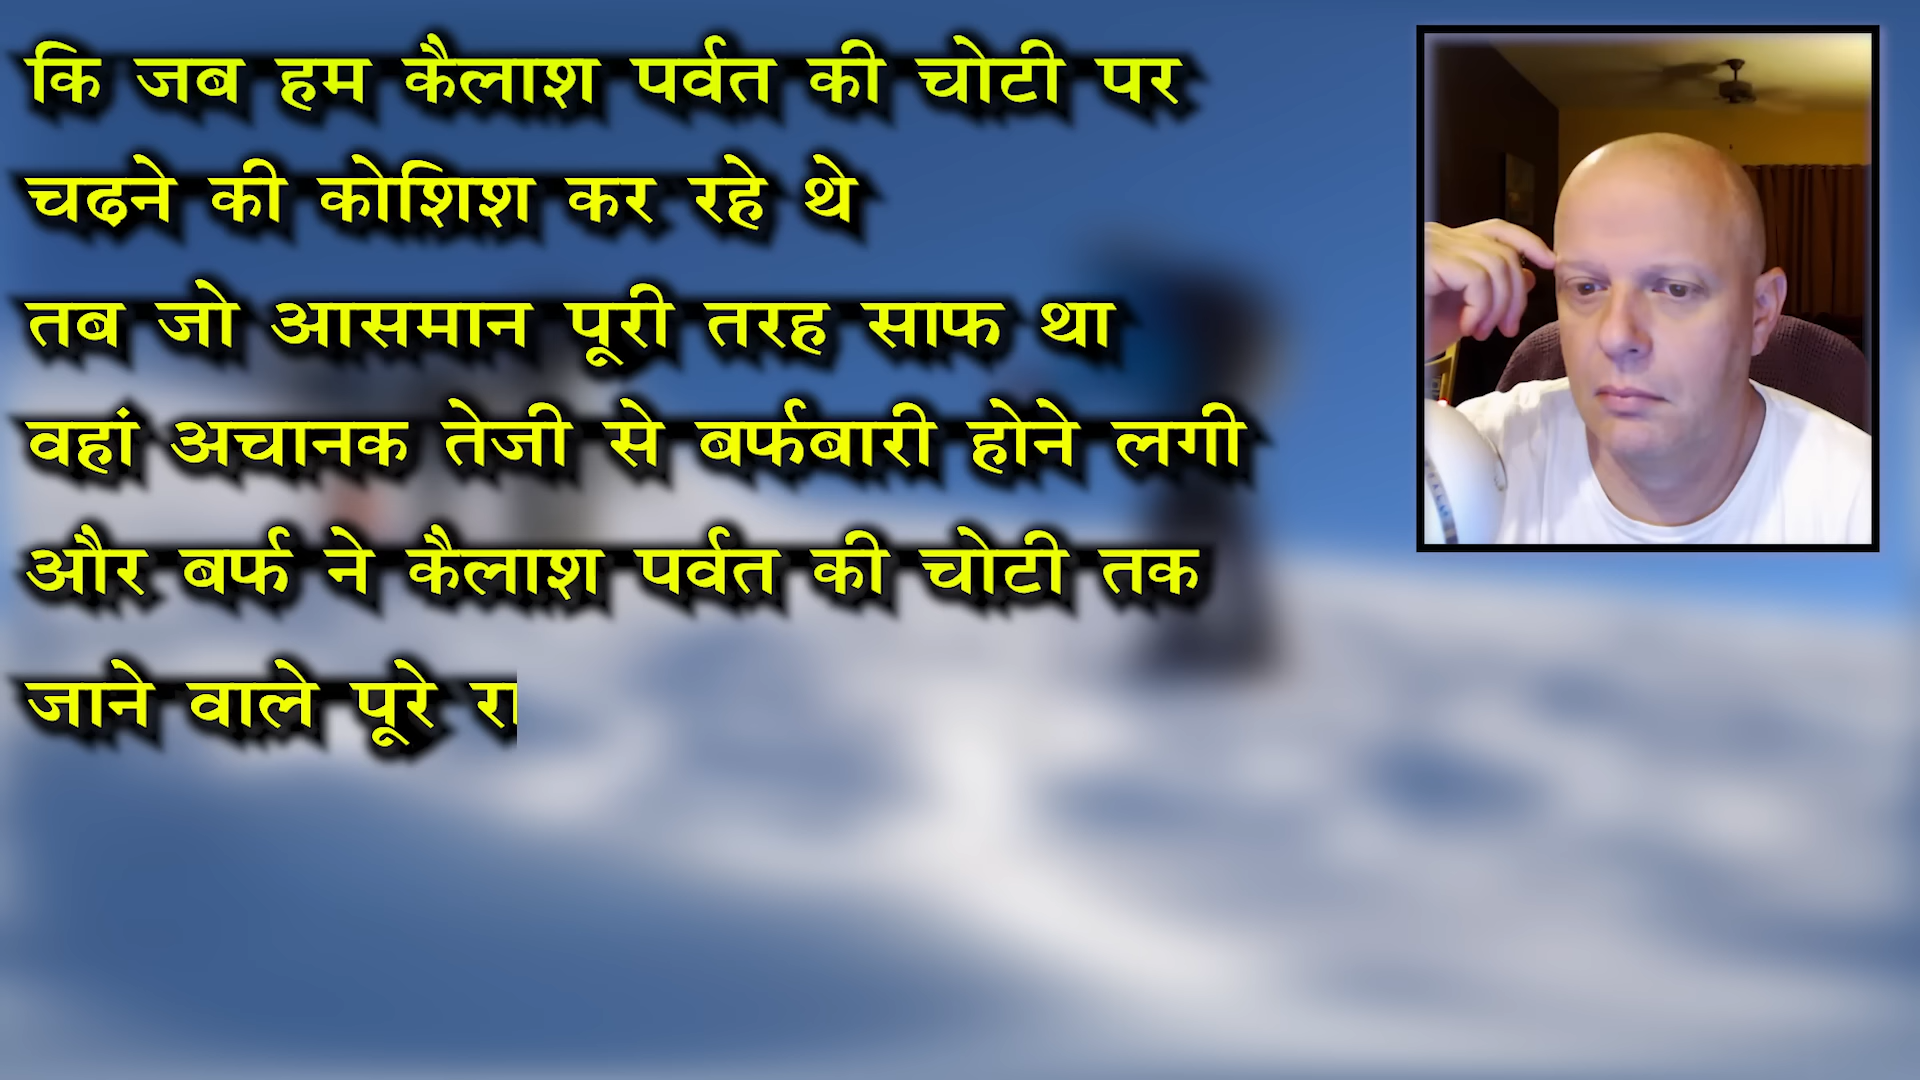 कि जब हम कैलाश पर्वत की चोटी पर
चढ़ने की कोशिश कर रहे थे
तब जो आसमान पूरी तरह साफ था
वहां अचानक तेजी से बर्फबारी होने लगी
और बर्फ ने कैलाश पर्वत की चोटी तक
जाने वाले पूरे